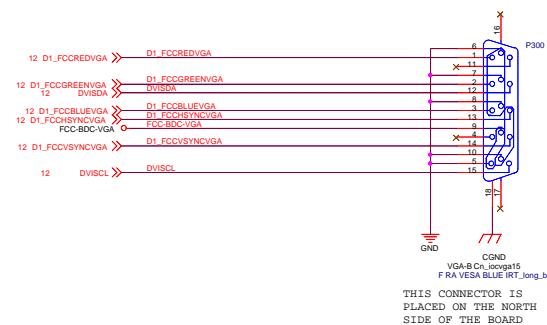 16
P300
6
12 D1_FCCREDVGA D1_FCCREDVGA 1
11
7
12 D1_FCCGREENVGA D1_FCCGREENVGA 2
12 DVISDA DVISDA 12
8
12 D1_FCCBLUEVGA D1_FCCBLUEVGA 3
12 D1_FCCHSYNCVGA D1_FCCHSYNCVGA 13
FCC-BDC-VGA FCC-BDC-VGA 9
4
12 D1_FCCVSYNCVGA D1_FCCVSYNCVGA 14
10
5
12 DVISCL DVISCL 15
18 17
GND
CGND
VGA-B Cn_iocvga15
F RA VESA BLUE IRT_long_b
THIS CONNECTOR IS
PLACED ON THE NORTH
SIDE OF THE BOARD